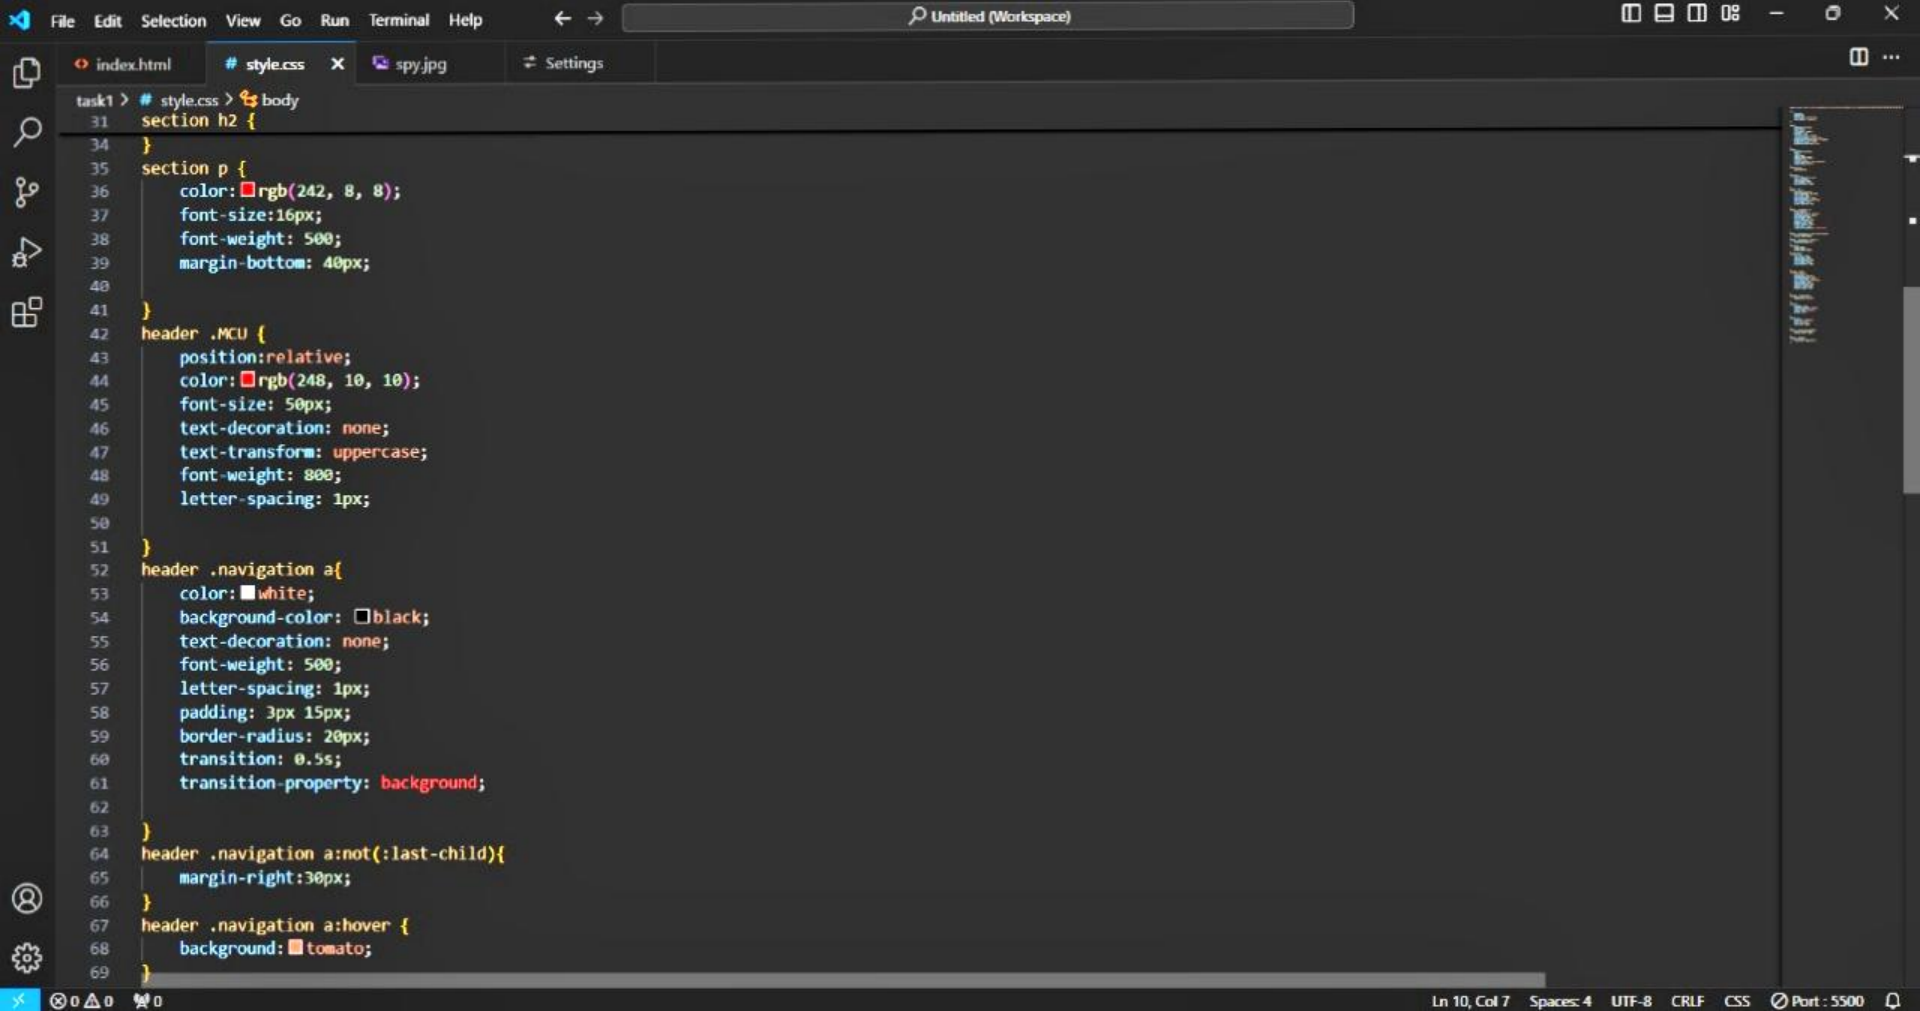 File Edit Selection View Go Run Terminal Help Untitled (Workspace)
index.html # style.css spy.jpg Settings
task1 > # style.css > body
31 section h2 {
34 }
35 section p {
36 color: rgb(242, 8, 8);
37 font-size:16px;
38 font-weight: 500;
39 margin-bottom: 40px;
40
41 }
42 header .MCU {
43 position:relative;
44 color: rgb(248, 10, 10);
45 font-size: 50px;
46 text-decoration: none;
47 text-transform: uppercase;
48 font-weight: 800;
49 letter-spacing: 1px;
50
51 }
52 header .navigation a{
53 color: white;
54 background-color: black;
55 text-decoration: none;
56 font-weight: 500;
57 letter-spacing: 1px;
58 padding: 3px 15px;
59 border-radius: 20px;
60 transition: 0.5s;
61 transition-property: background;
62
63 }
64 header .navigation a:not(:last-child){
65 margin-right:30px;
66 }
67 header .navigation a:hover {
68 background: tomato;
69 }
0 0 0 Ln 10, Col 7 Spaces: 4 UTF-8 CRLF CSS Port : 5500